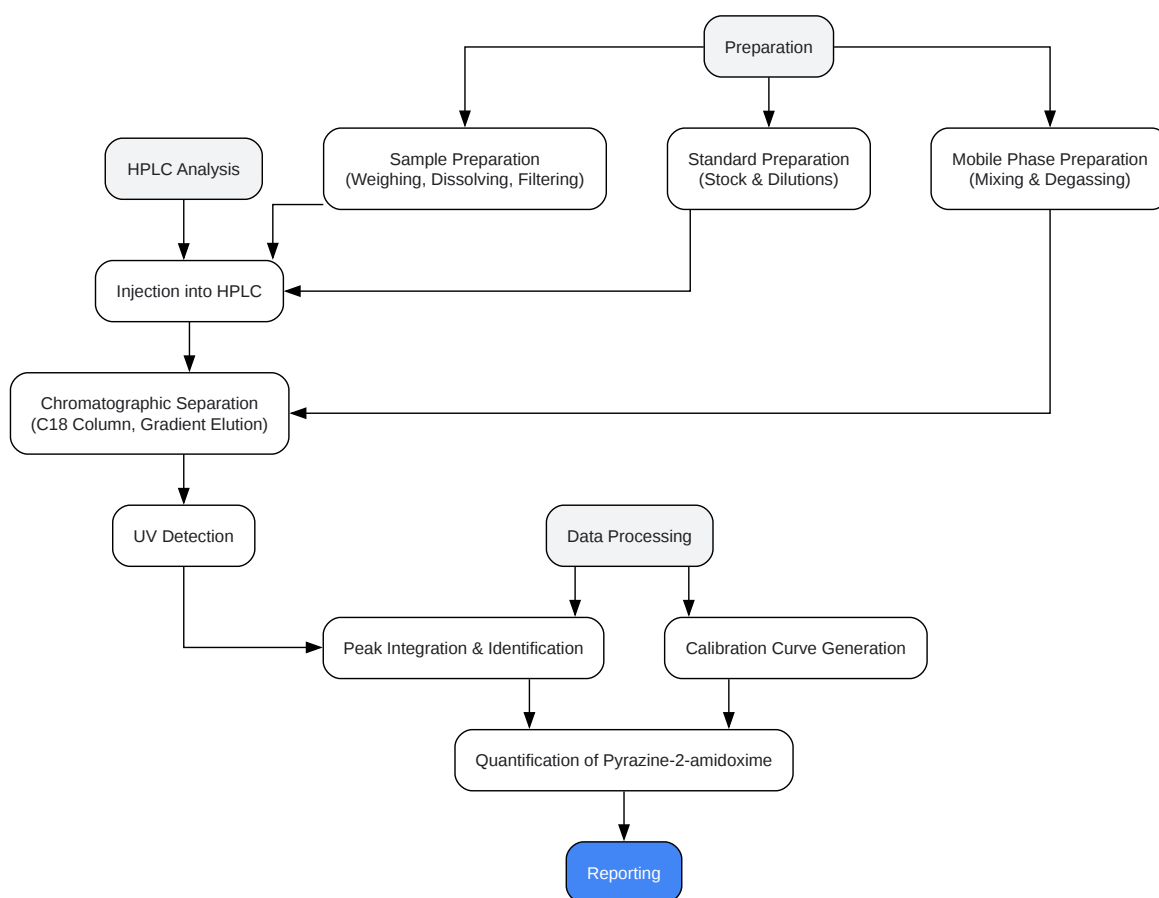 Preparation
HPLC Analysis
Sample Preparation
(Weighing, Dissolving, Filtering)
Standard Preparation
(Stock & Dilutions)
Mobile Phase Preparation
(Mixing & Degassing)
Injection into HPLC
Chromatographic Separation
(C18 Column, Gradient Elution)
UV Detection
Data Processing
Peak Integration & Identification
Calibration Curve Generation
Quantification of Pyrazine-2-amidoxime
Reporting